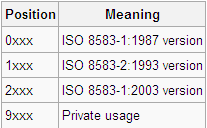 Position Meaning
0xxx ISO 8583-1:1987 version
1xxx ISO 8583-2:1993 version
2xxx ISO 8583-1:2003 version
9xxx Private usage